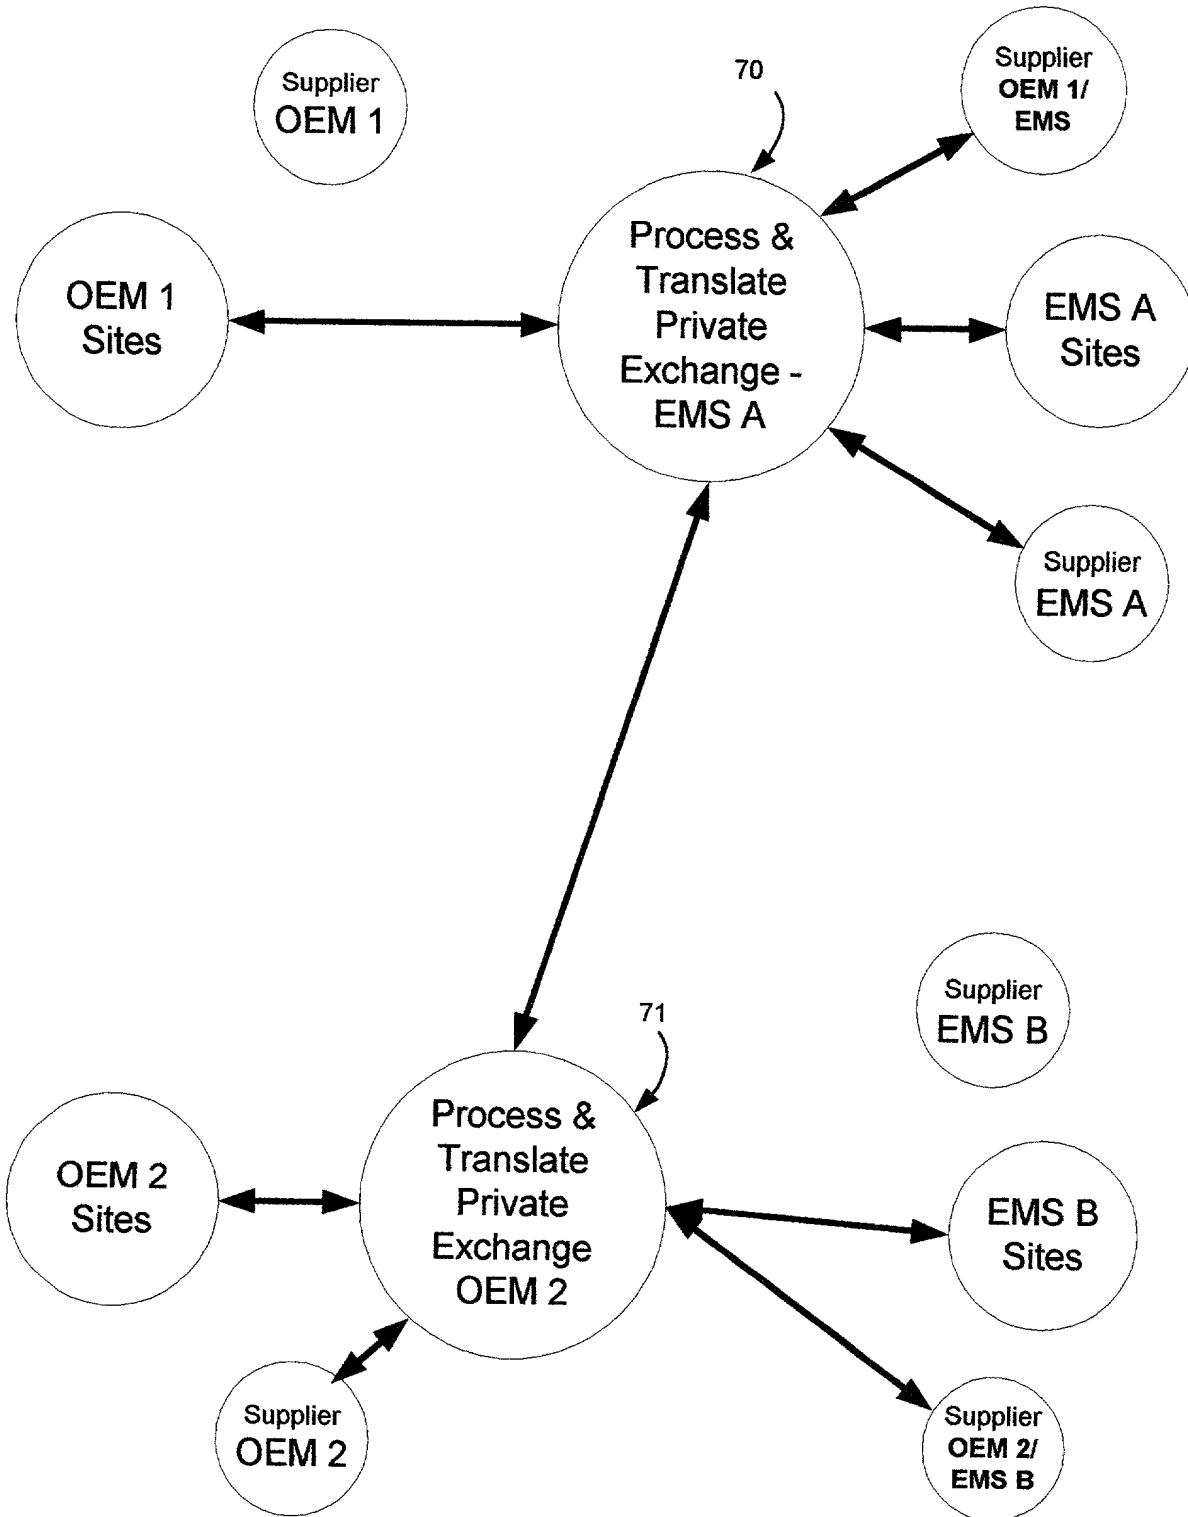 Supplier
OEM 1
70
Supplier
OEM 1/
EMS
OEM 1
Sites
Process &
Translate
Private
Exchange -
EMS A
EMS A
Sites
Supplier
EMS A
Supplier
EMS B
71
OEM 2
Sites
Process &
Translate
Private
Exchange
OEM 2
EMS B
Sites
Supplier
OEM 2
Supplier
OEM 2/
EMS B